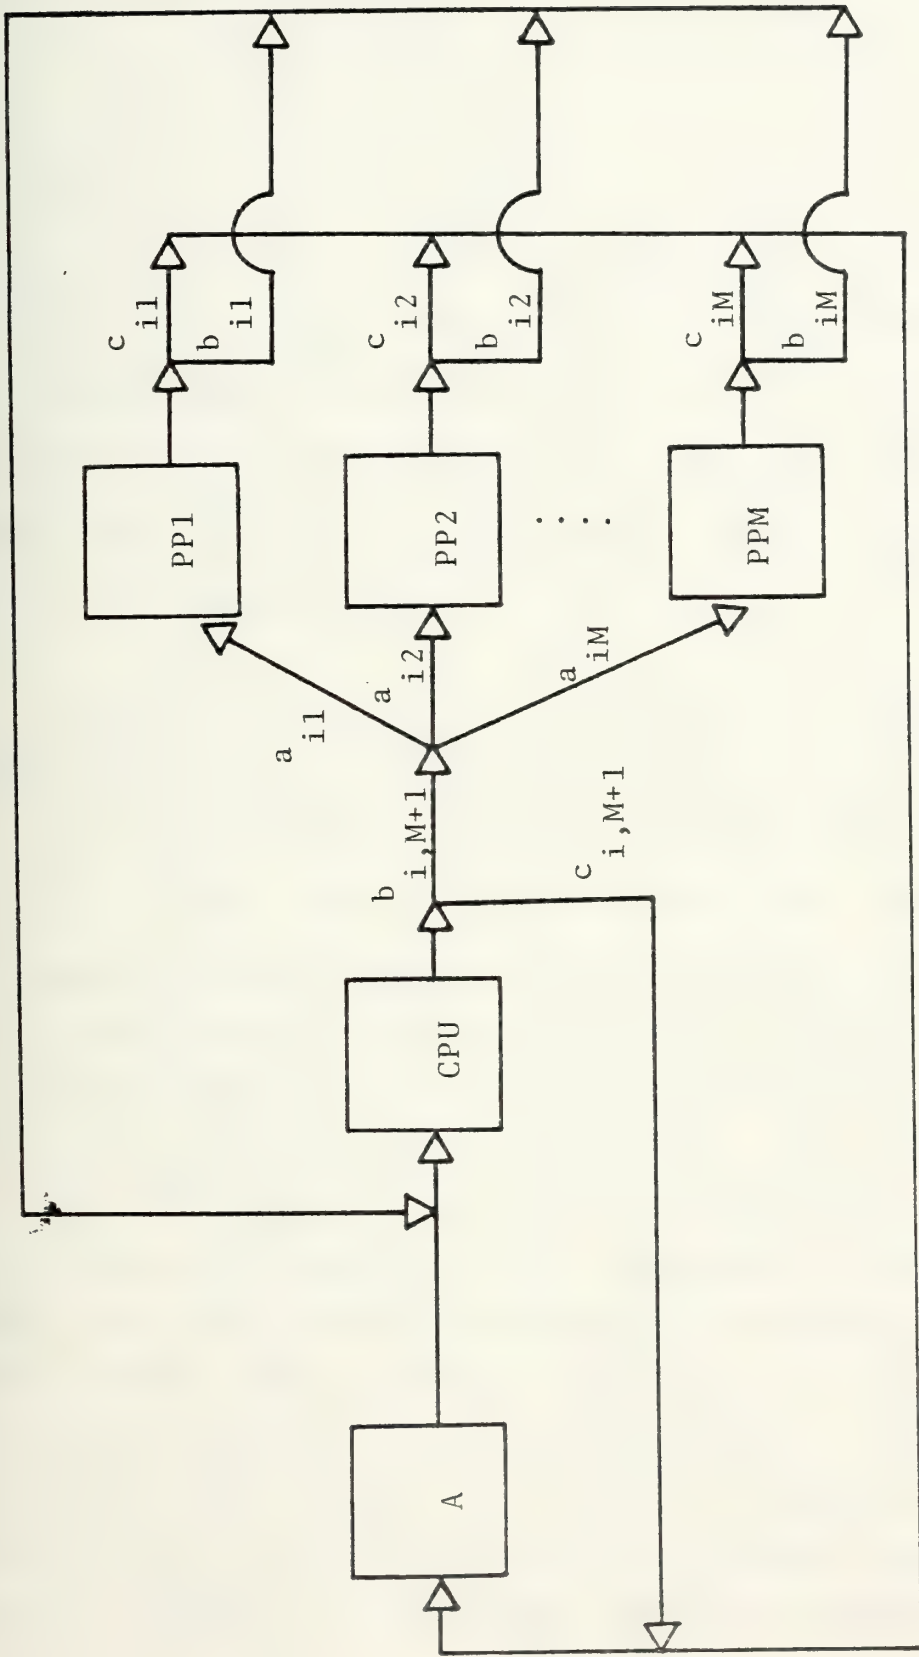 A
CPU
b i,M+1
c i,M+1
a i1
a i2
a iM
PP1
PP2
....
PPM
c i1
b i1
c i2
b i2
c iM
b iM